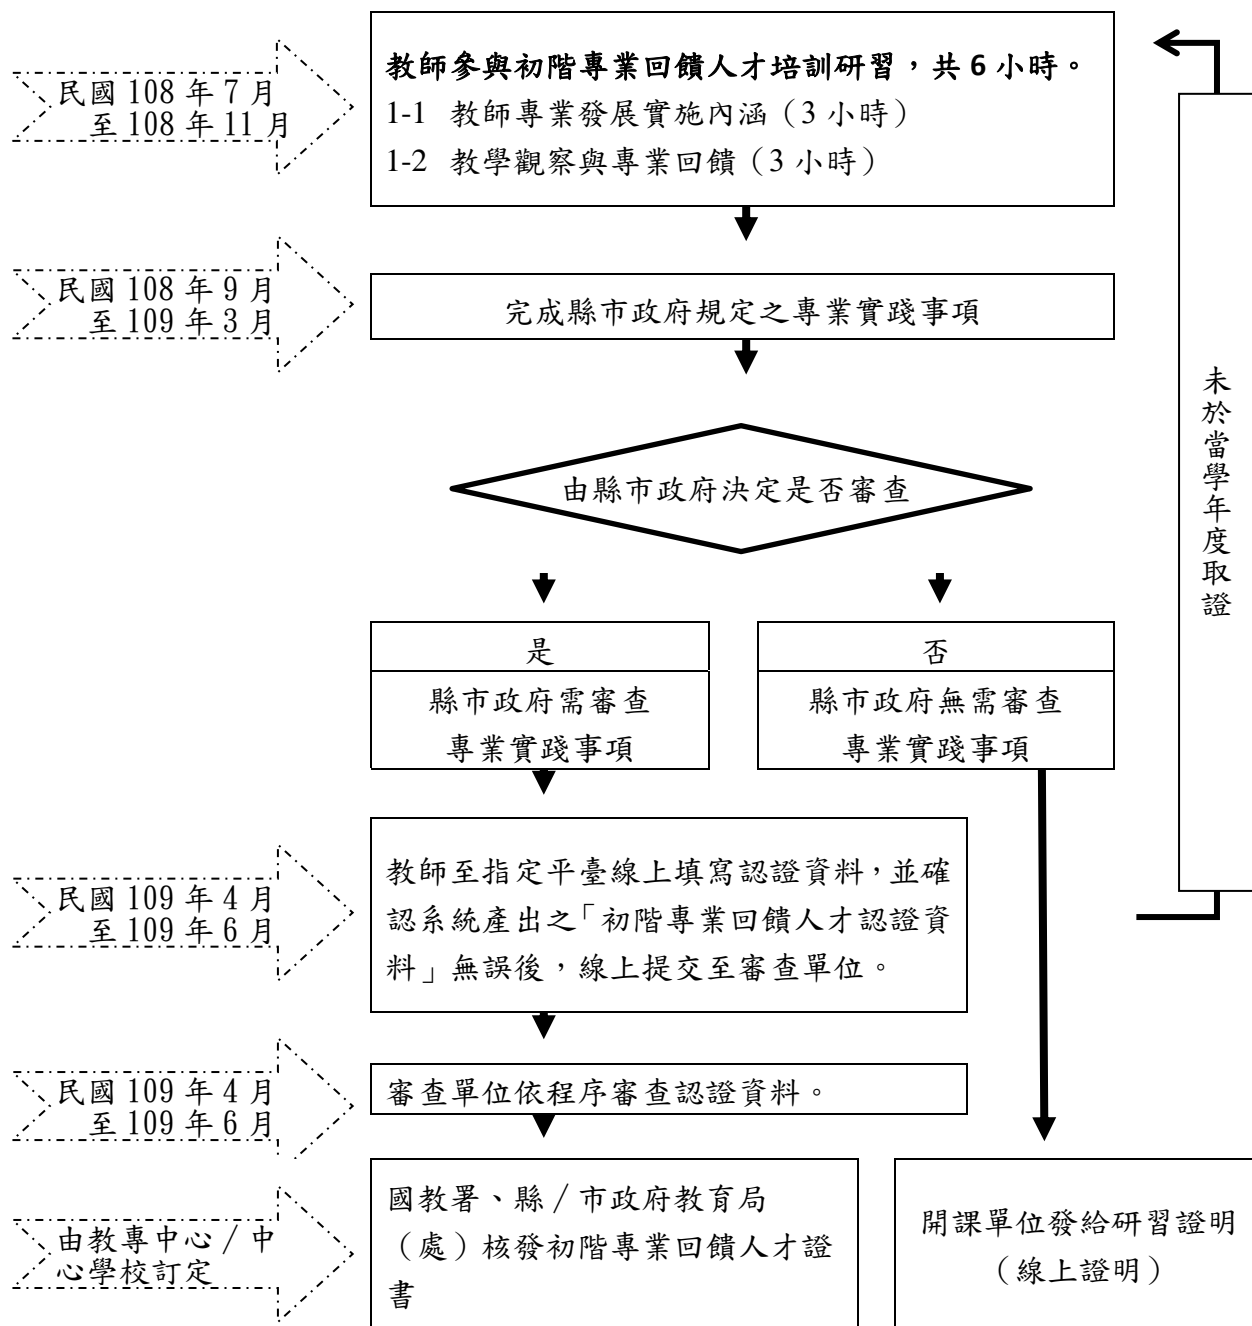 民國 108 年 7 月
至 108 年 11 月
教師參與初階專業回饋人才培訓研習，共 6 小時。
1-1 教師專業發展實施內涵（3 小時）
1-2 教學觀察與專業回饋（3 小時）
民國 108 年 9 月
至 109 年 3 月
完成縣市政府規定之專業實踐事項
由縣市政府決定是否審查
是
縣市政府需審查
專業實踐事項
否
縣市政府無需審查
專業實踐事項
未於當學年度取證
民國 109 年 4 月
至 109 年 6 月
教師至指定平臺線上填寫認證資料，並確
認系統產出之「初階專業回饋人才認證資
料」無誤後，線上提交至審查單位。
民國 109 年 4 月
至 109 年 6 月
審查單位依程序審查認證資料。
由教專中心／中
心學校訂定
國教署、縣／市政府教育局
（處）核發初階專業回饋人才證
書
開課單位發給研習證明
（線上證明）